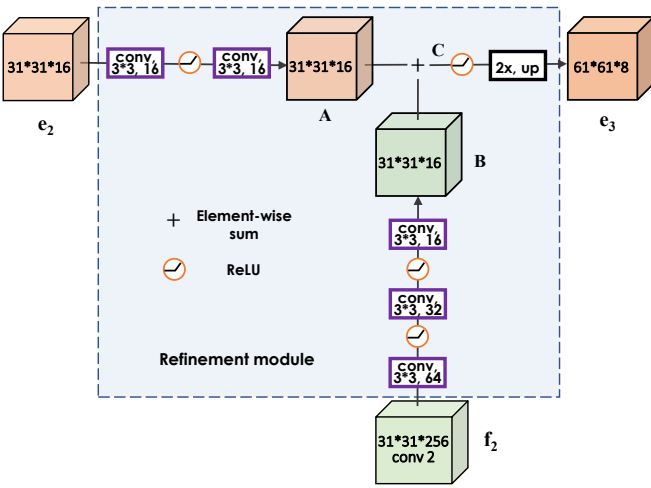 31*31*16
e2
conv,
3*3, 16
conv,
3*3, 16
31*31*16
A
+
C
2x, up
61*61*8
e3
31*31*16
B
conv,
3*3, 16
conv,
3*3, 32
conv,
3*3, 64
+
Element-wise
sum
ReLU
Refinement module
31*31*256
conv 2
f2